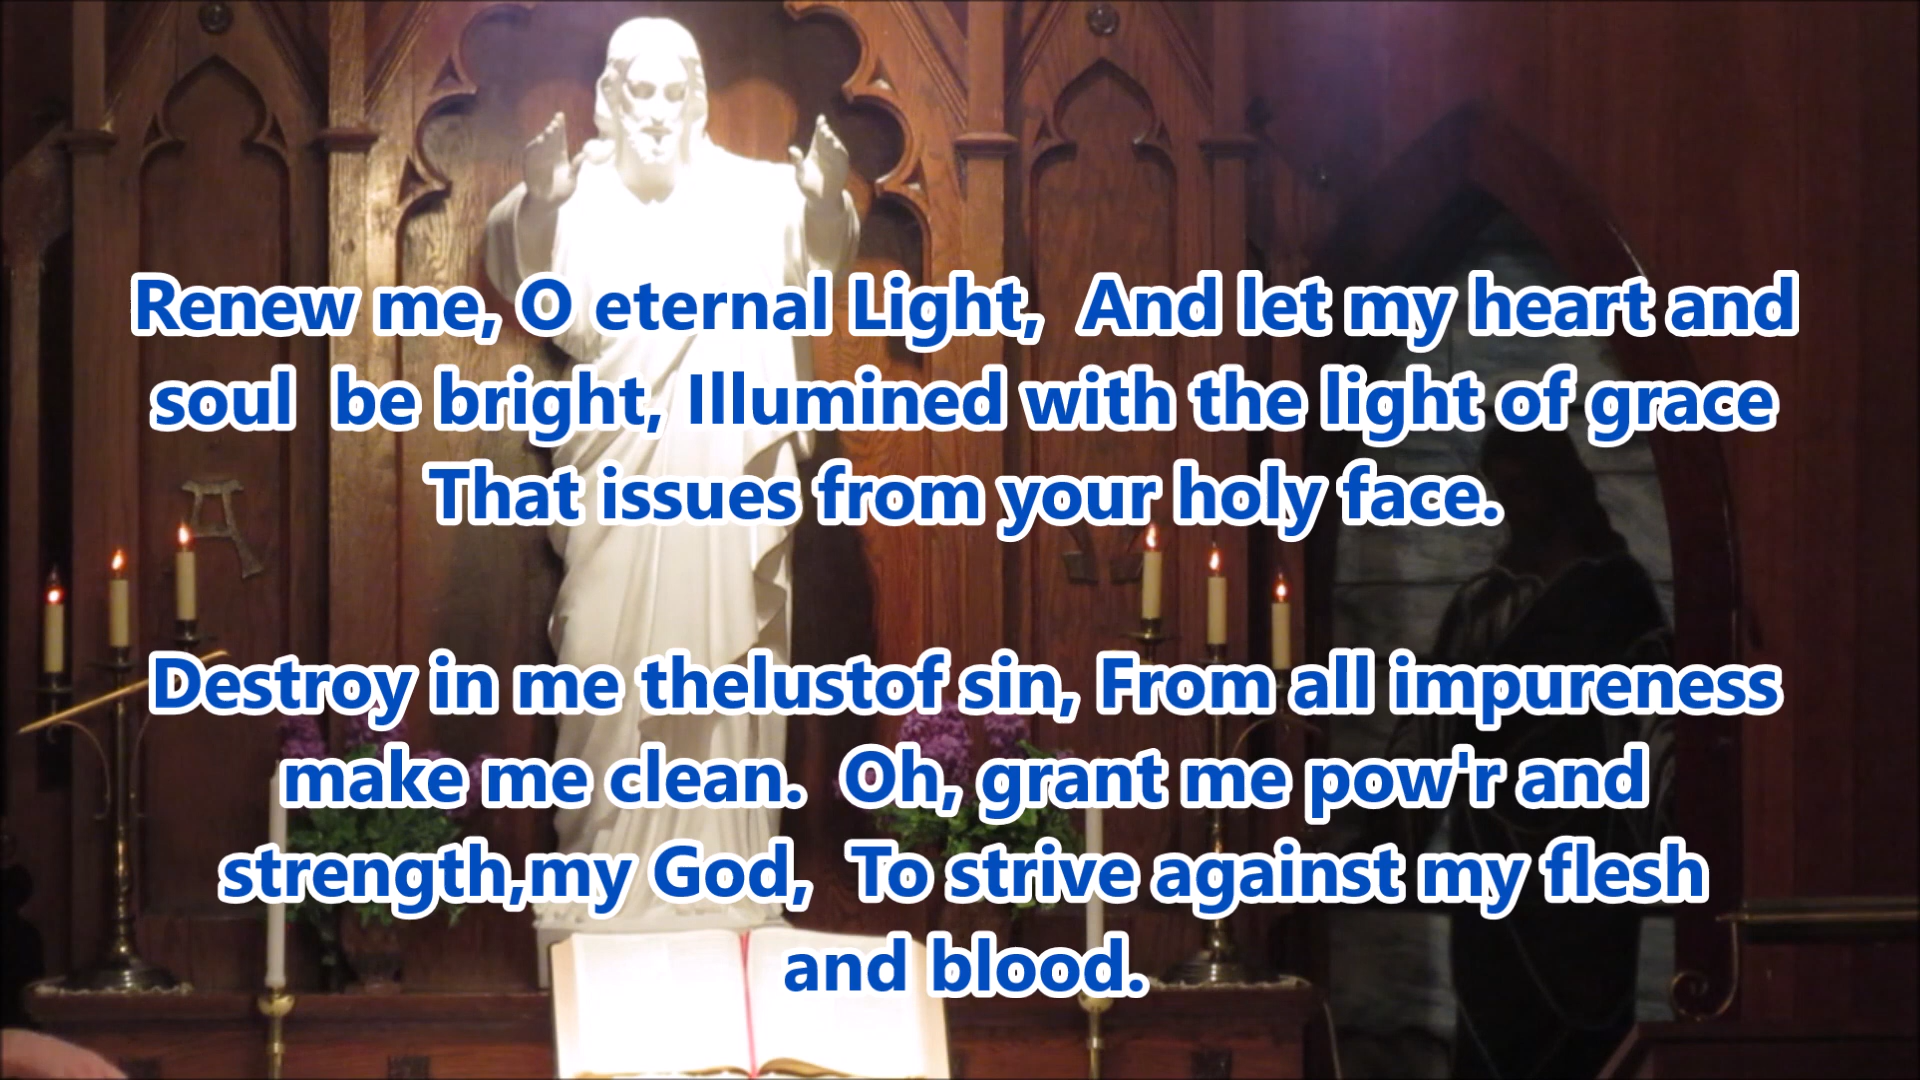 Renew me, O eternal Light,  And let my heart and
soul  be bright, Illumined with the light of grace
That issues from your holy face.
Destroy in me thelustof sin, From all impureness
make me clean.  Oh, grant me pow'r and
strength,my God,  To strive against my flesh
and blood.